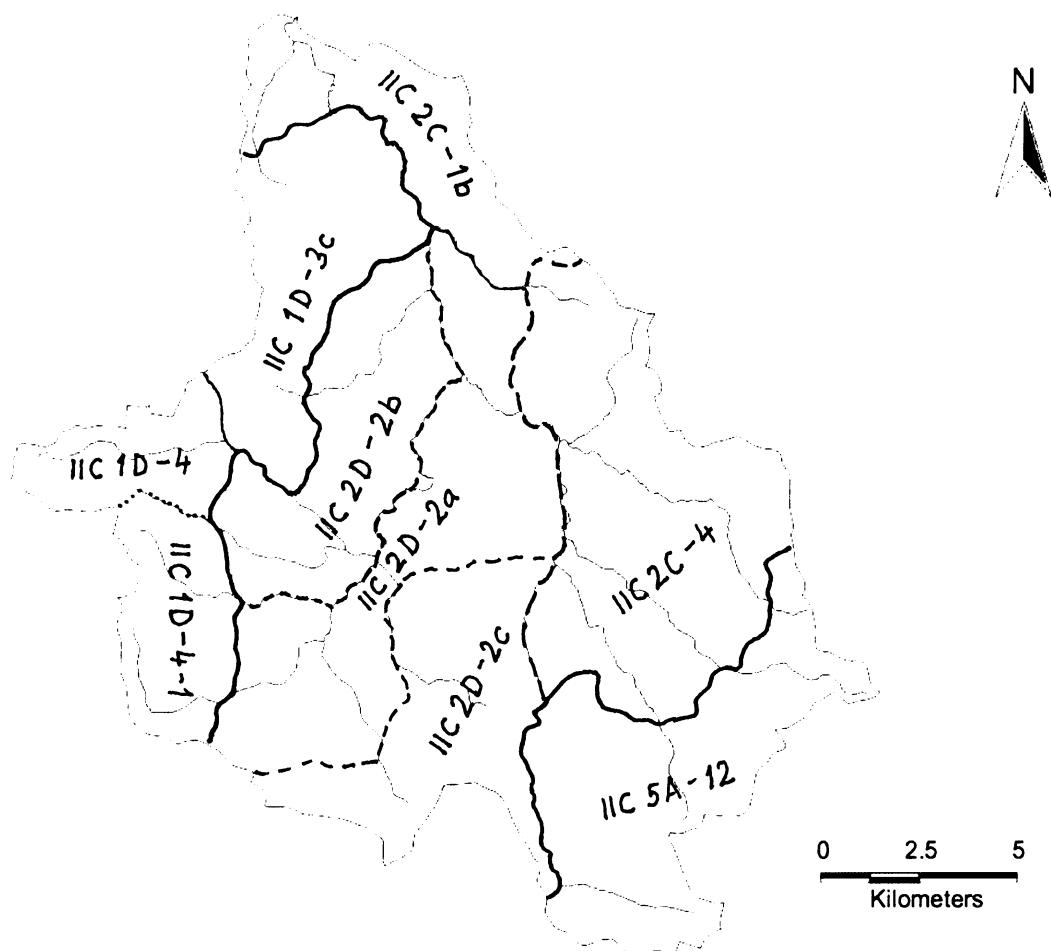 IIC 2C-1b
N
IIC 1D-3c
IIC 2D-2b
IIC 1D-4
IIC 2D-2a
IIC 1D-4-1
IIC 2C-4
IIC 2D-2c
IIC 5A-12
0 2.5 5
Kilometers